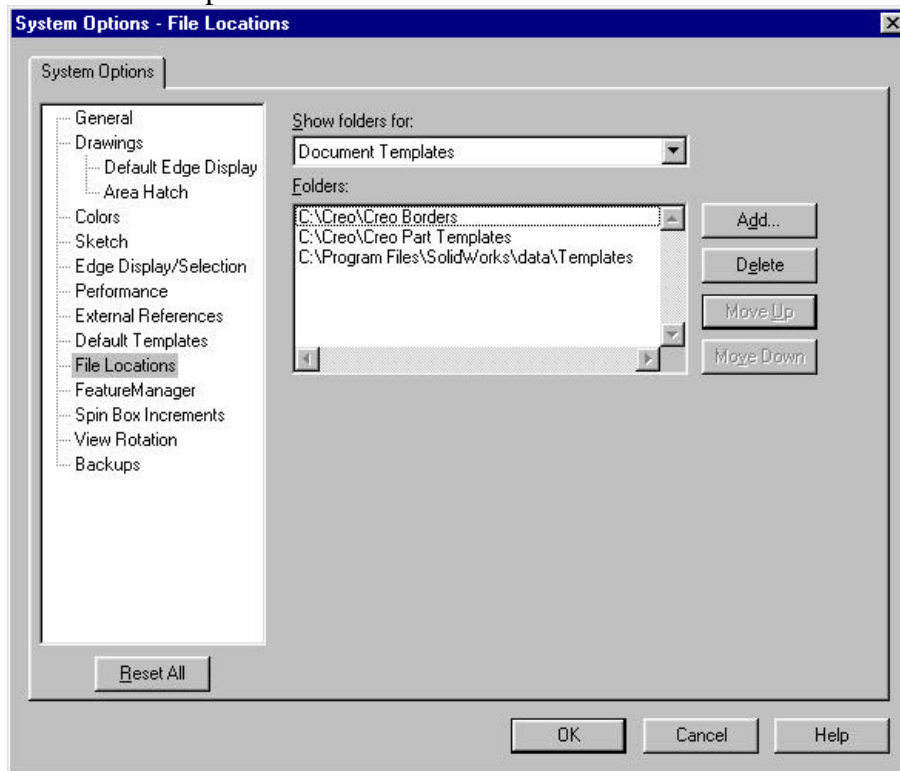 System Options - File Locations
System Options
General
Drawings
Default Edge Display
Area Hatch
Colors
Sketch
Edge Display/Selection
Performance
External References
Default Templates
File Locations
FeatureManager
Spin Box Increments
View Rotation
Backups
Reset All
Show folders for:
Document Templates
Folders:
C:\Creo\Creo Borders
C:\Creo\Creo Part Templates
C:\Program Files\SolidWorks\data\Templates
Add...
Delete
Move Up
Move Down
OK
Cancel
Help